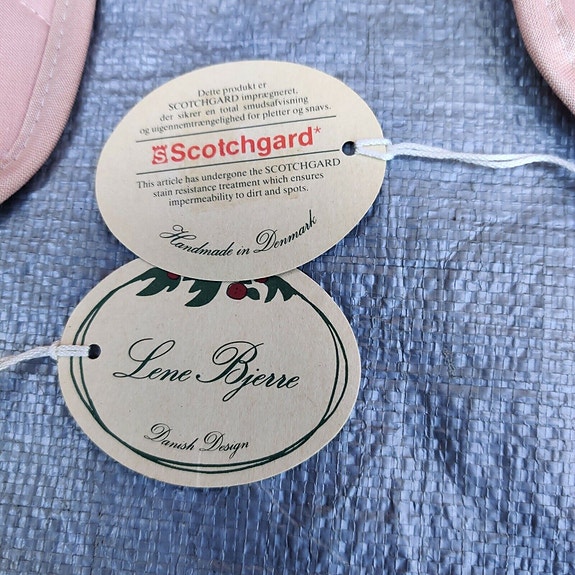 Dette produkt er
SCOTCHGARD imprægneret,
der sikrer en total smudsafvisning
og uigennemtrængelighed for pletter og snavs.
Scotchgard*
This article has undergone the SCOTCHGARD
stain resistance treatment which ensures
impermeability to dirt and spots.
Handmade in Denmark
Lene Bjerre
Danish Design